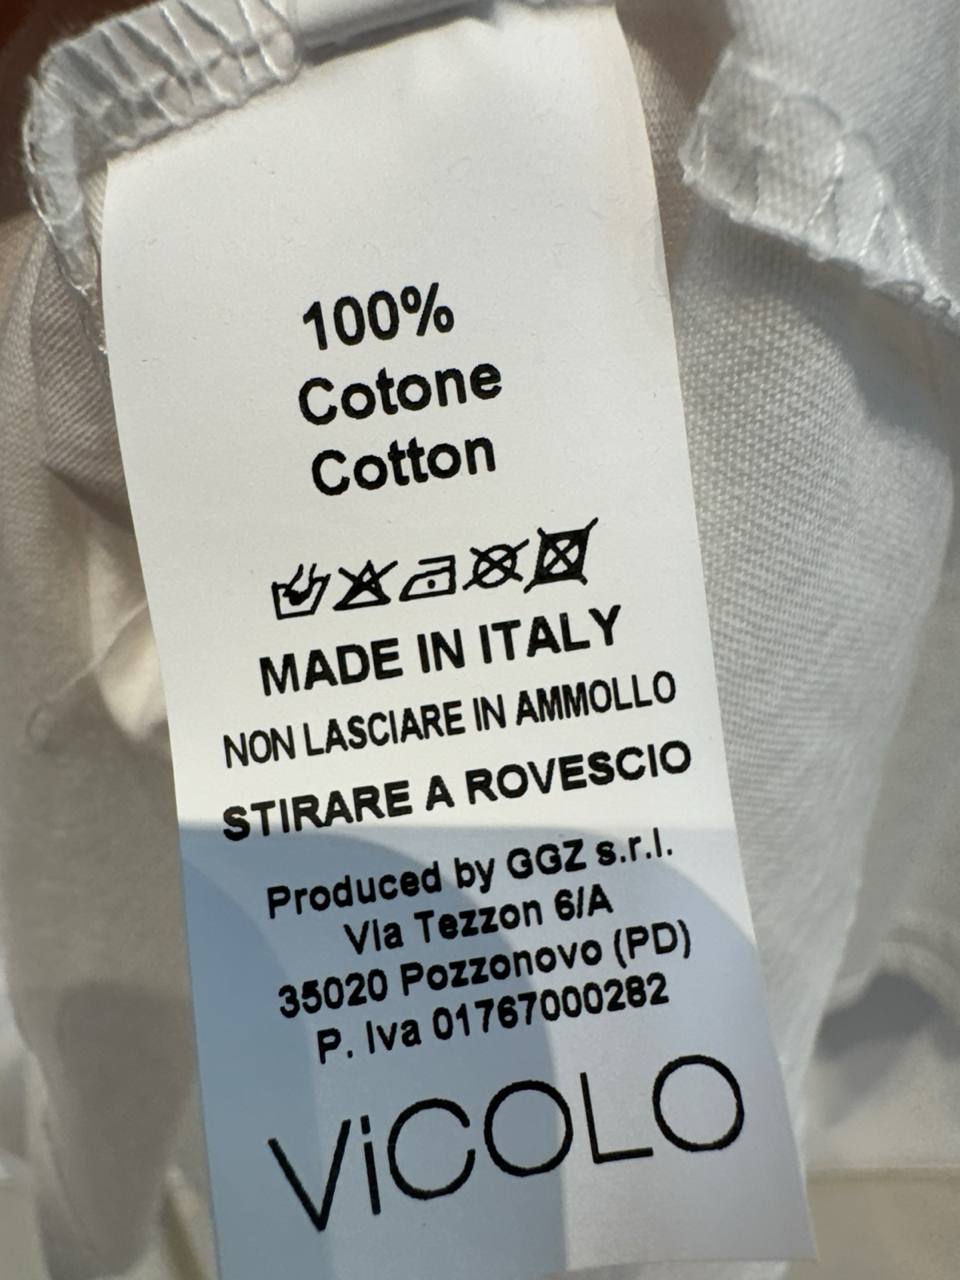 100%
Cotone
Cotton
MADE IN ITALY
NON LASCIARE IN AMMOLLO
STIRARE A ROVESCIO
Produced by GGZ s.r.l.
Via Tezzon 6/A
35020 Pozzonovo (PD)
P. Iva 01767000282
ViCOLO